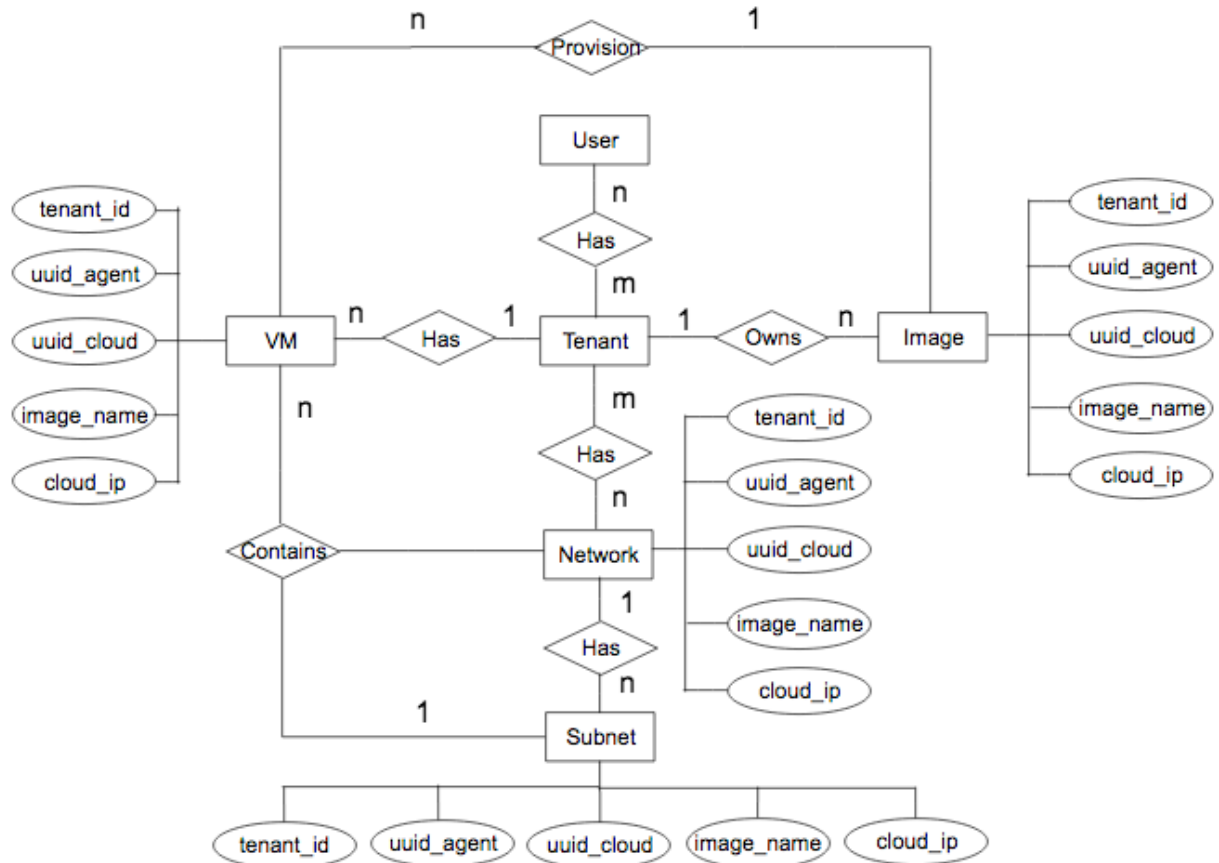 n
1
Provision
User
n
Has
m
tenant_id
uuid_agent
uuid_cloud
image_name
cloud_ip
VM
n
Has
1
Tenant
1
Owns
n
Image
tenant_id
uuid_agent
uuid_cloud
image_name
cloud_ip
n
m
Has
n
tenant_id
uuid_agent
uuid_cloud
image_name
cloud_ip
Contains
Network
1
Has
n
1
Subnet
tenant_id
uuid_agent
uuid_cloud
image_name
cloud_ip